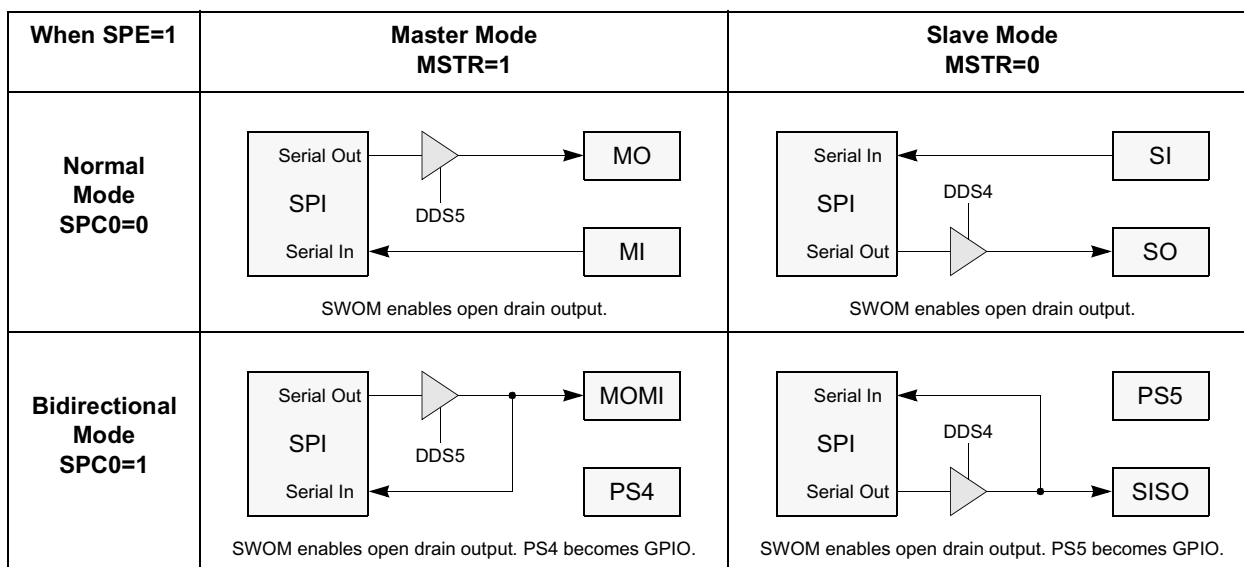 When SPE=1
Master Mode
MSTR=1
Slave Mode
MSTR=0
Normal
Mode
SPC0=0
Serial Out
SPI
Serial In
DDS5
MO
MI
SWOM enables open drain output.
Serial In
SPI
Serial Out
DDS4
SI
SO
SWOM enables open drain output.
Bidirectional
Mode
SPC0=1
Serial Out
SPI
Serial In
DDS5
MOMI
PS4
SWOM enables open drain output. PS4 becomes GPIO.
Serial In
SPI
Serial Out
DDS4
PS5
SISO
SWOM enables open drain output. PS5 becomes GPIO.